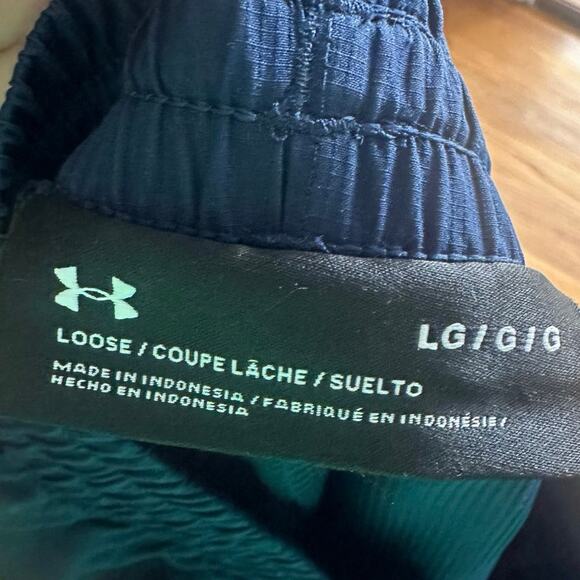 LG / G / G
LOOSE / COUPE LÂCHE / SUELTO
MADE IN INDONESIA / FABRIQUÉ EN INDONÉSIE /
HECHO EN INDONESIA